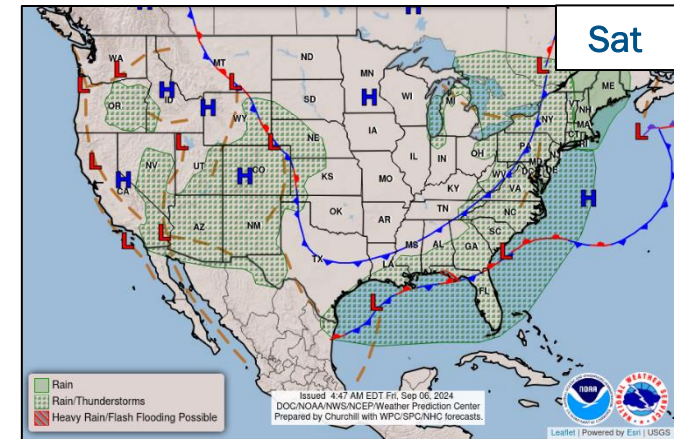 Sat
WA
MT
ND
MN
ME
OR
ID
SD
WI
MI
VT
NH
NY
MA
CT
RI
WY
IA
NE
PA
NV
UT
CO
IL
IN
OH
MD
DE
NJ
DC
WV
VA
CA
KS
MO
KY
AZ
NM
OK
AR
TN
NC
SC
TX
LA
MS
AL
GA
FL
H
H
H
H
H
H
H
H
L
L
L
L
L
L
L
L
L
L
L
L
Rain
Rain/Thunderstorms
Heavy Rain/Flash Flooding Possible
Issued 4:47 AM EDT Fri, Sep 06, 2024
DOC/NOAA/NWS/NCEP/Weather Prediction Center
Prepared by Churchill with WPC/SPC/NHC forecasts.
NOAA
Leaflet | Powered by Esri | USGS